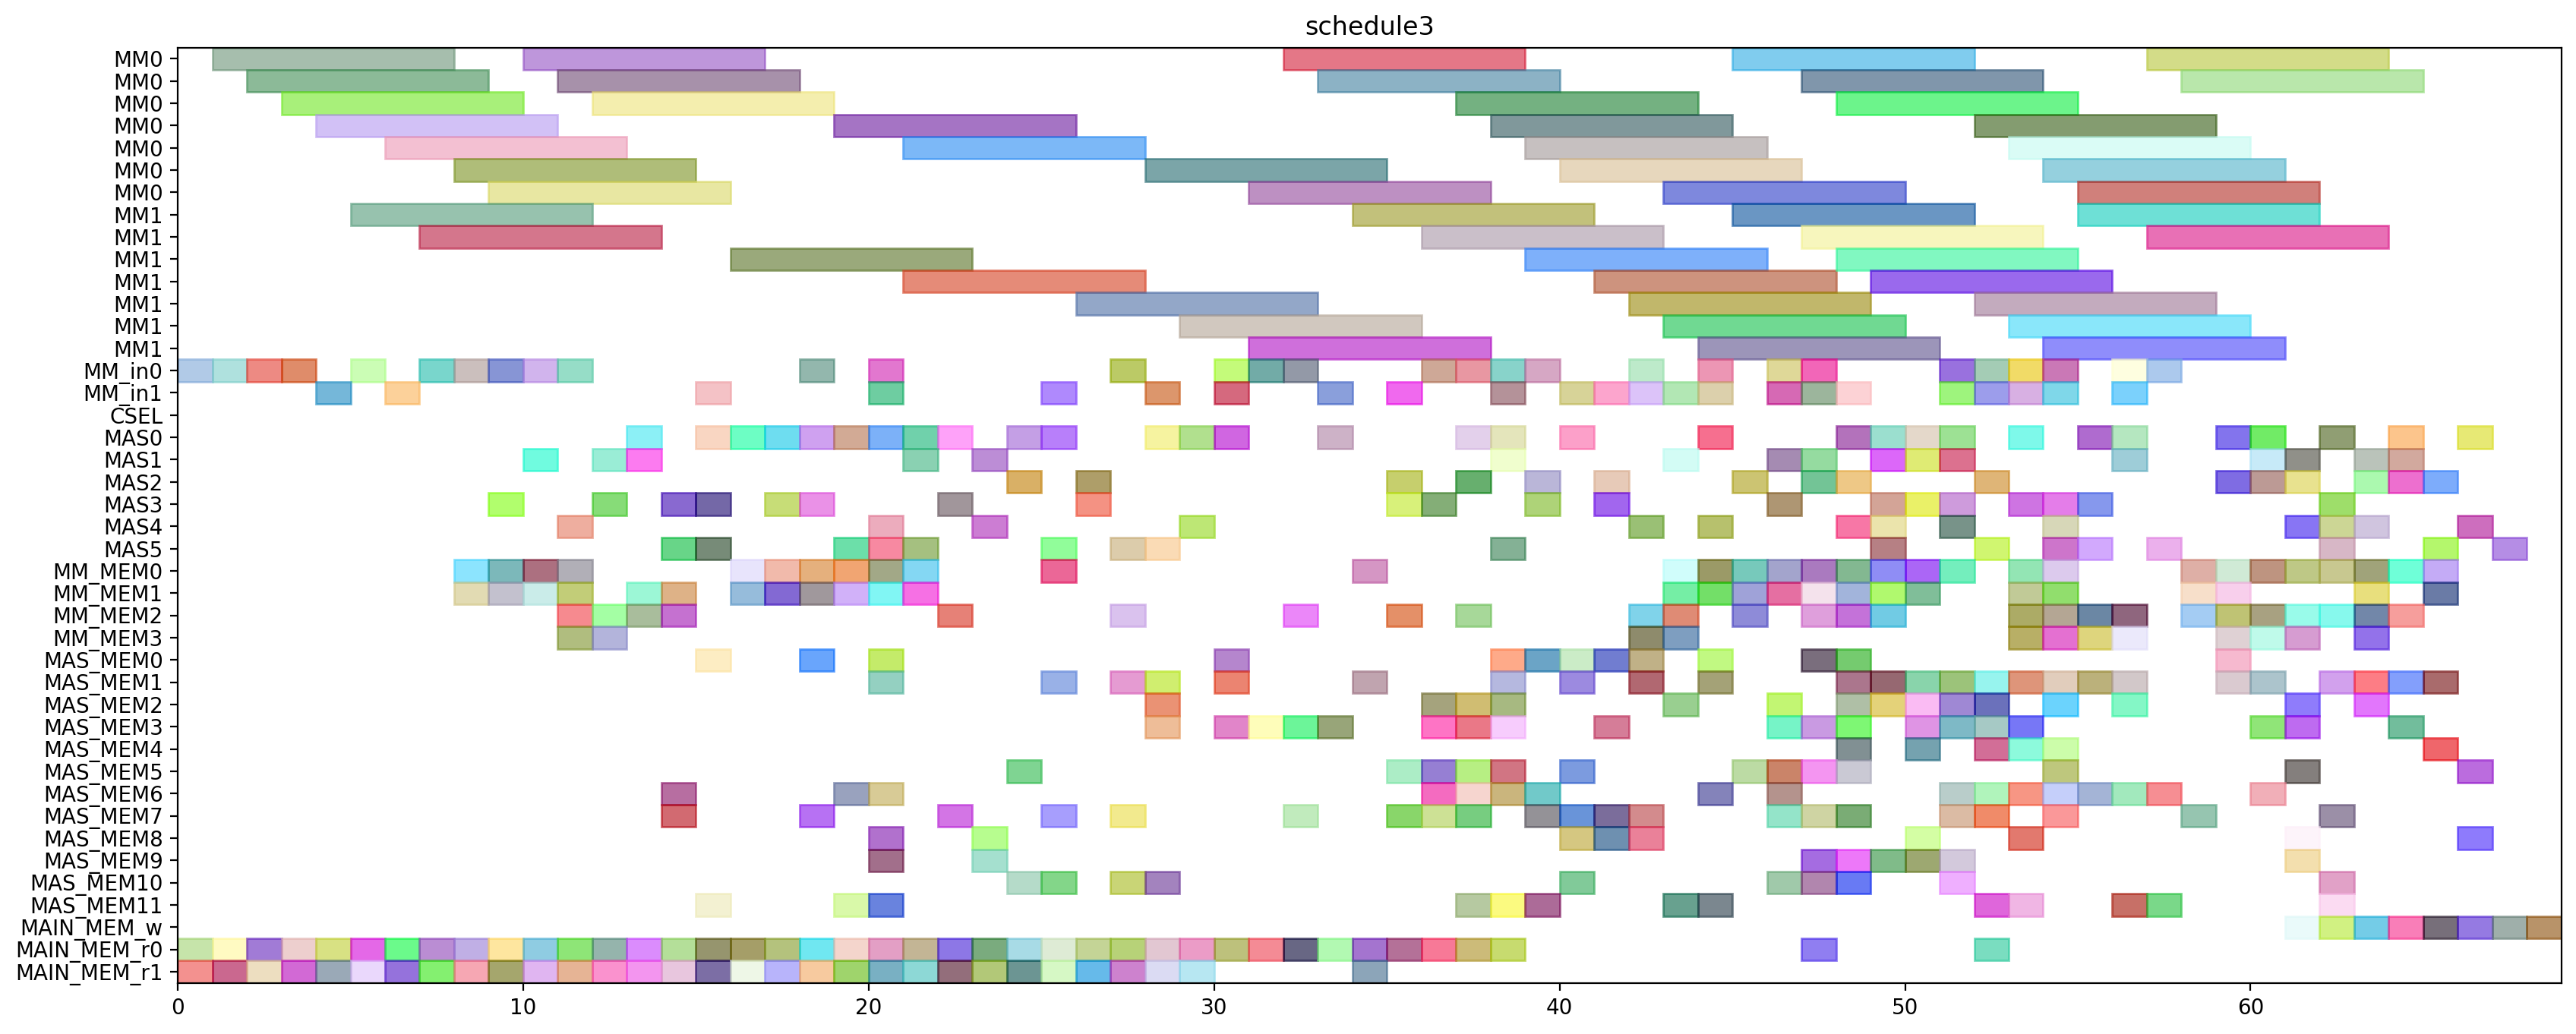 schedule3
MM0
MM0
MM0
MM0
MM0
MM0
MM0
MM1
MM1
MM1
MM1
MM1
MM1
MM1
MM_in0
MM_in1
CSEL
MAS0
MAS1
MAS2
MAS3
MAS4
MAS5
MM_MEM0
MM_MEM1
MM_MEM2
MM_MEM3
MAS_MEM0
MAS_MEM1
MAS_MEM2
MAS_MEM3
MAS_MEM4
MAS_MEM5
MAS_MEM6
MAS_MEM7
MAS_MEM8
MAS_MEM9
MAS_MEM10
MAS_MEM11
MAIN_MEM_w
MAIN_MEM_r0
MAIN_MEM_r1
0 10 20 30 40 50 60